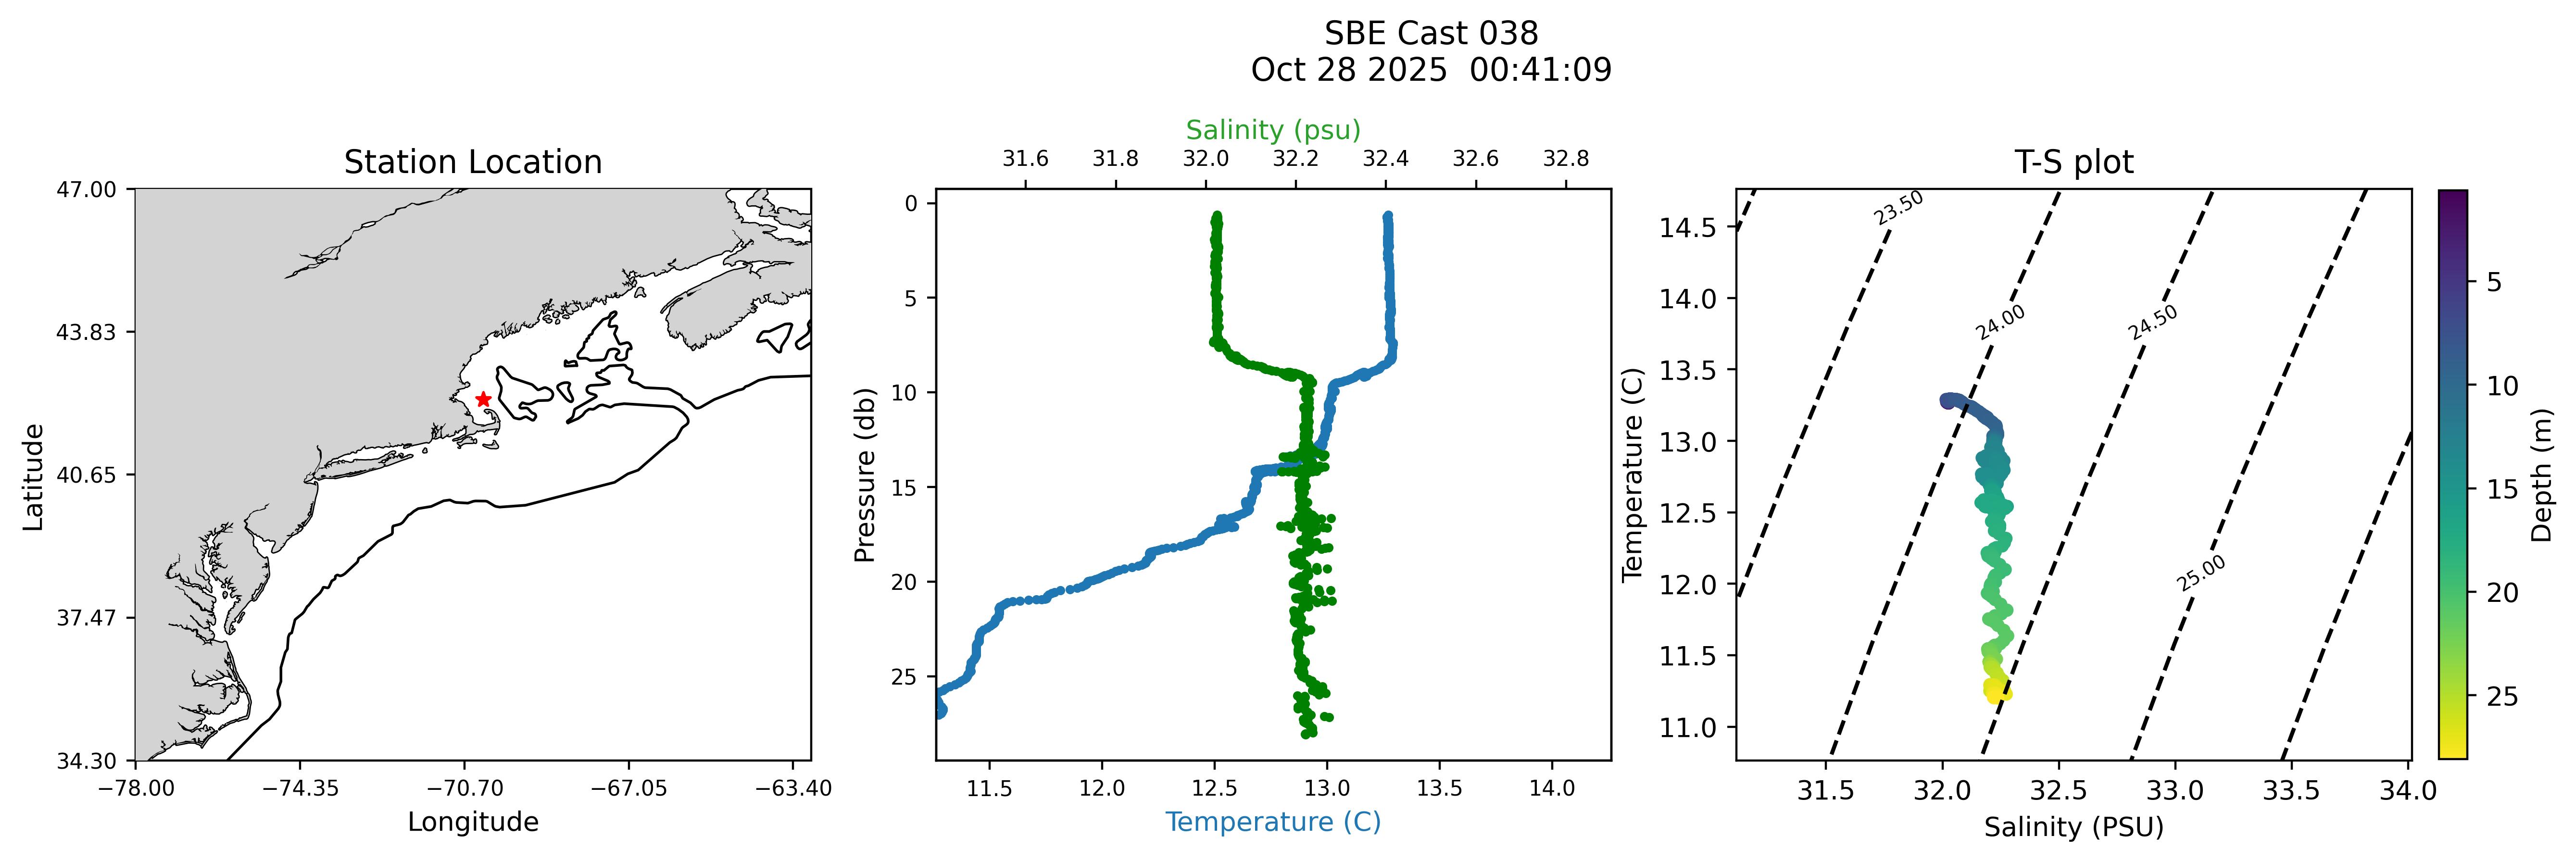 SBE Cast 038
Oct 28 2025  00:41:09
Station Location
47.00
43.83
40.65
37.47
34.30
Latitude
−78.00 −74.35 −70.70 −67.05 −63.40
Longitude
Salinity (psu)
31.6 31.8 32.0 32.2 32.4 32.6 32.8
0
5
10
15
20
25
Pressure (db)
11.5 12.0 12.5 13.0 13.5 14.0
Temperature (C)
T-S plot
14.5
14.0
13.5
13.0
12.5
12.0
11.5
11.0
Temperature (C)
23.50
24.00
24.50
25.00
31.5 32.0 32.5 33.0 33.5 34.0
Salinity (PSU)
5
10
15
20
25
Depth (m)